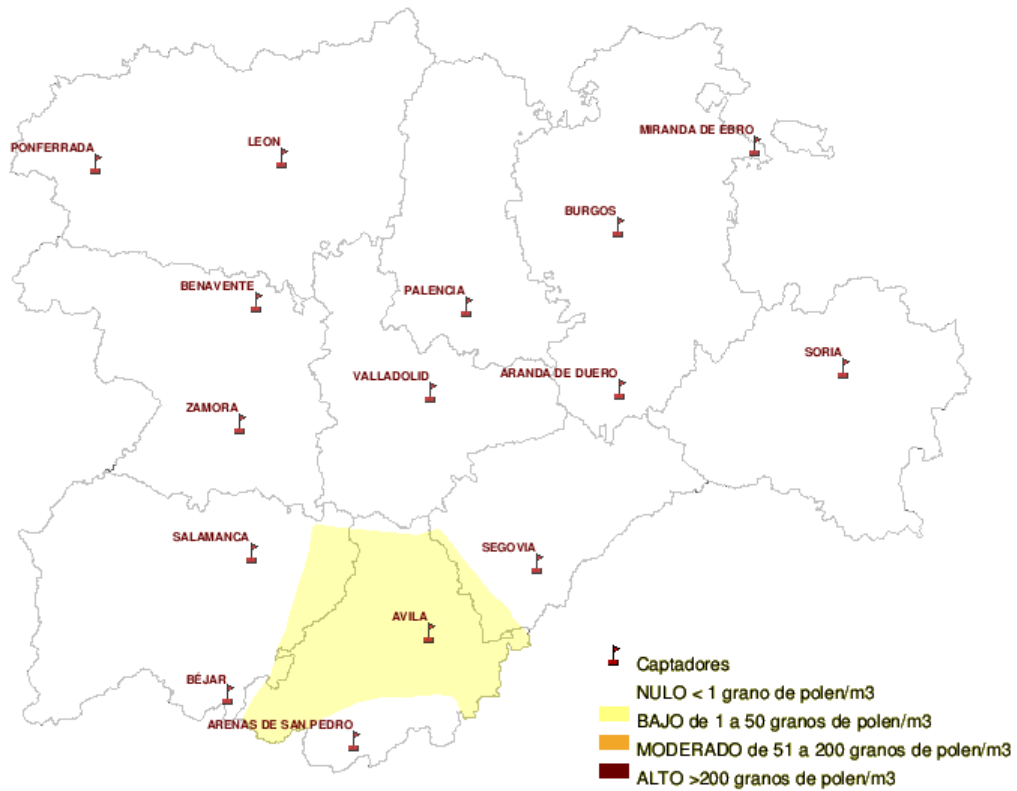 MIRANDA DE EBRO
PONFERRADA
LEON
BURGOS
BENAVENTE
PALENCIA
SORIA
VALLADOLID
ARANDA DE DUERO
ZAMORA
SALAMANCA
SEGOVIA
AVILA
BÉJAR
ARENAS DE SAN PEDRO
Captadores
NULO < 1 grano de polen/m3
BAJO de 1 a 50 granos de polen/m3
MODERADO de 51 a 200 granos de polen/m3
ALTO >200 granos de polen/m3